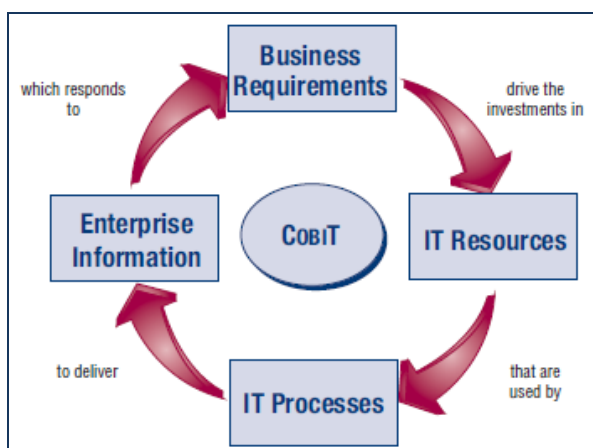 Business
Requirements
which responds
to
drive the
investments in
Enterprise
Information
COBIT
IT Resources
to deliver
IT Processes
that are
used by